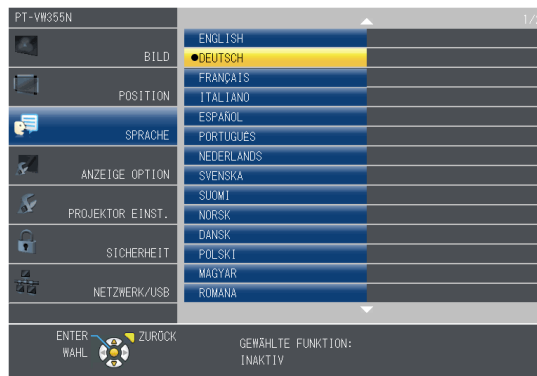 PT-VW355N
BILD
POSITION
SPRACHE
ANZEIGE OPTION
PROJEKTOR EINST.
SICHERHEIT
NETZWERK/USB
ENGLISH
DEUTSCH
FRANÇAIS
ITALIANO
ESPAÑOL
PORTUGUÊS
NEDERLANDS
SVENSKA
SUOMI
NORSK
DANSK
POLSKI
MAGYAR
ROMANA
ENTER
WAHL
ZURÜCK
GEWÄHLTE FUNKTION:
INAKTIV